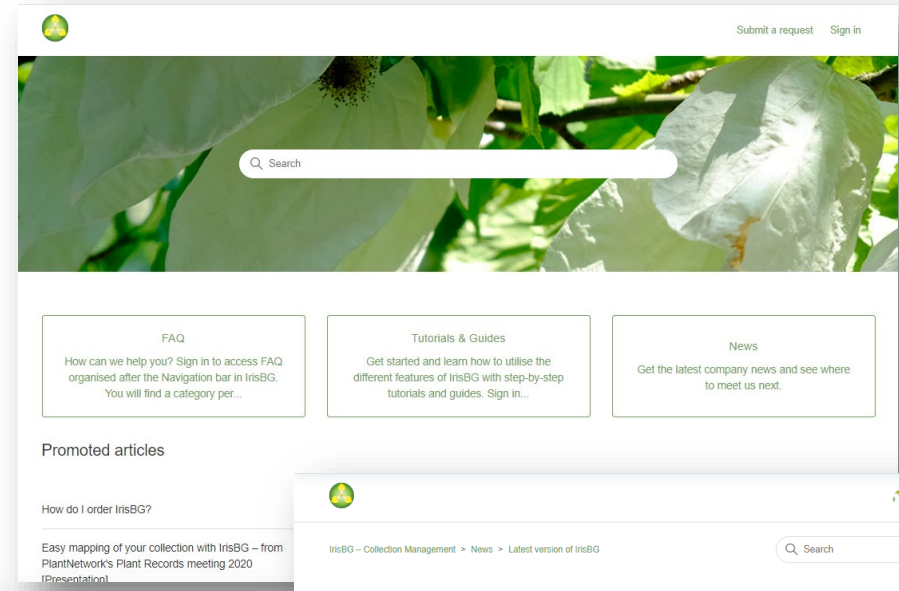 Submit a request Sign in
Search
FAQ
How can we help you? Sign in to access FAQ
organised after the Navigation bar in IrisBG.
You will find a category per...
Tutorials & Guides
Get started and learn how to utilise the
different features of IrisBG with step-by-step
tutorials and guides. Sign in...
News
Get the latest company news and see where
to meet us next.
Promoted articles
How do I order IrisBG?
Easy mapping of your collection with IrisBG – from
PlantNetwork's Plant Records meeting 2020
[Presentation]
IrisBG – Collection Management > News > Latest version of IrisBG
Search